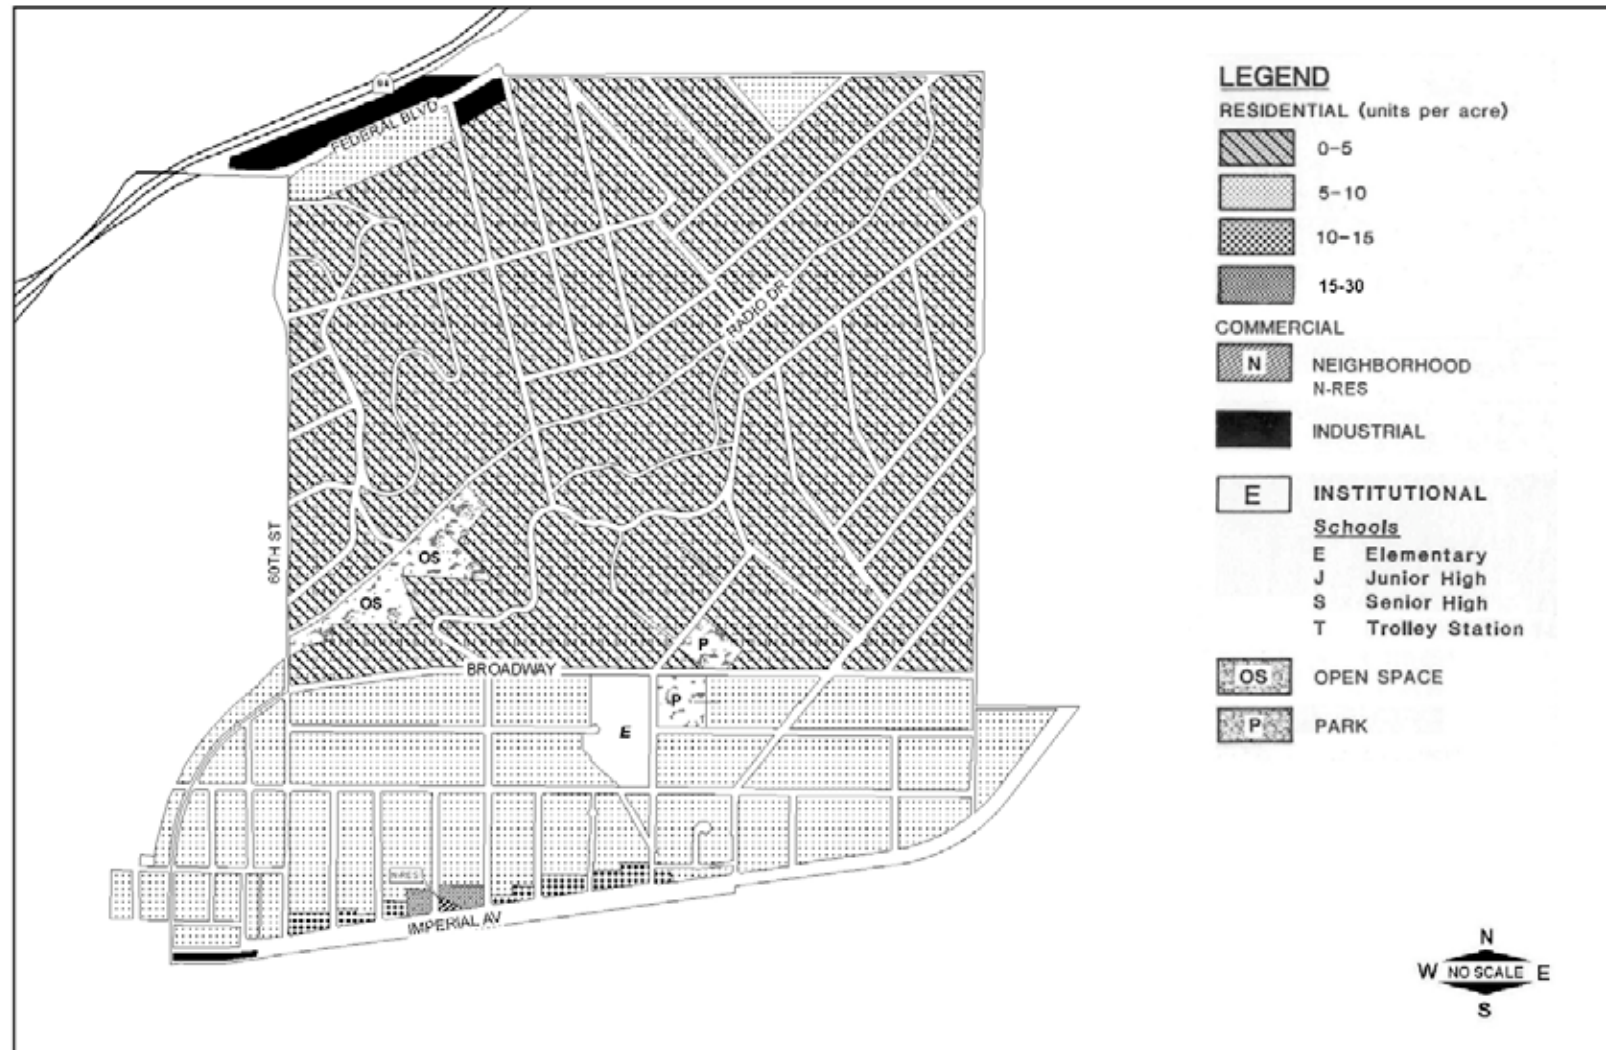 94
FEDERAL BLVD
RADIO DR
60TH ST
OS
OS
P
BROADWAY
P
E
N-RES
IMPERIAL AV
LEGEND
RESIDENTIAL (units per acre)
0-5
5-10
10-15
15-30
COMMERCIAL
N NEIGHBORHOOD
N-RES
INDUSTRIAL
E INSTITUTIONAL
Schools
E Elementary
J Junior High
S Senior High
T Trolley Station
OS OPEN SPACE
P PARK
N
W NO SCALE E
S